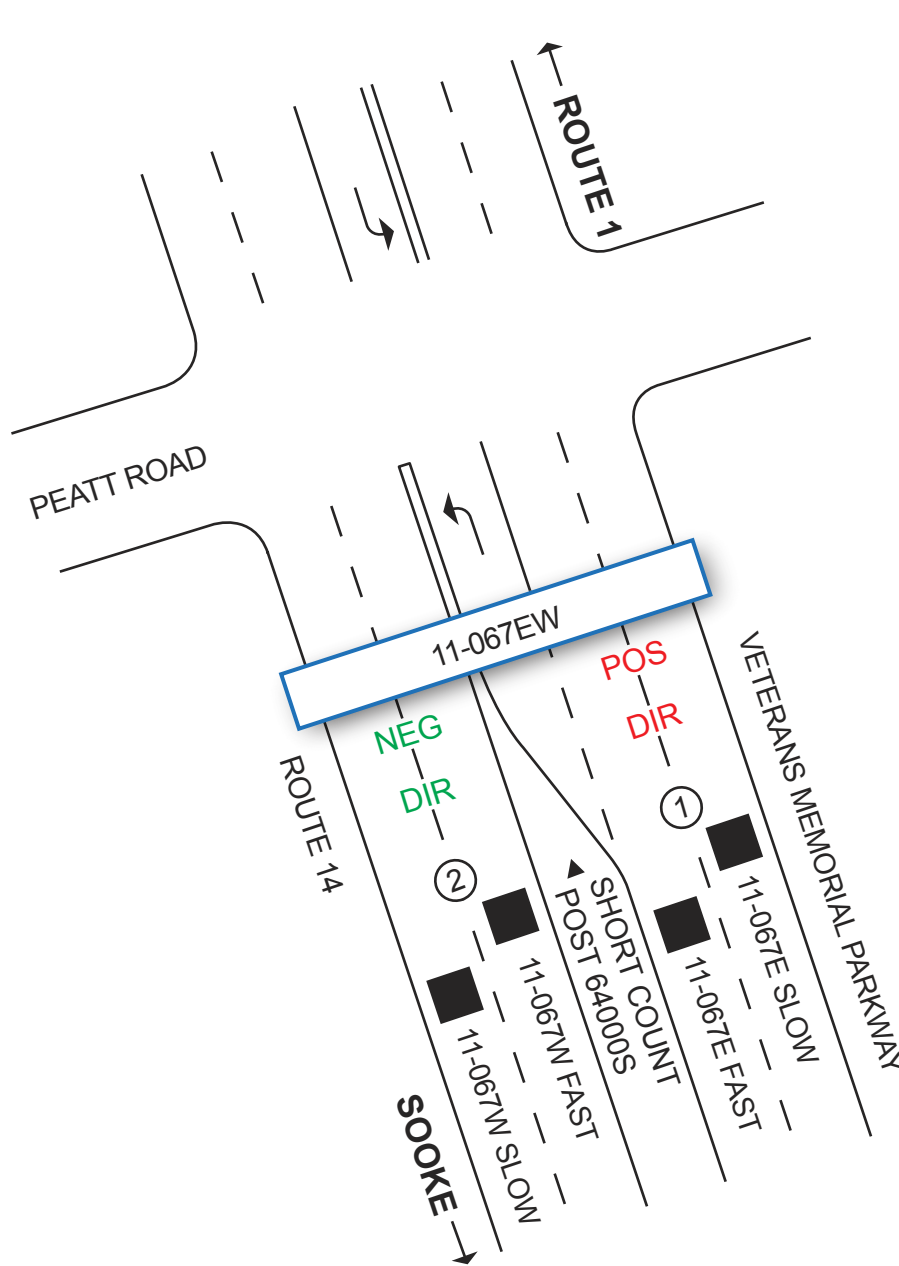 ROUTE 1
PEATT ROAD
11-067EW
POS
DIR
NEG
DIR
ROUTE 14
VETERANS MEMORIAL PARKWAY
1
2
SHORT COUNT
POST 64000S
11-067E SLOW
11-067E FAST
11-067W FAST
11-067W SLOW
SOOKE